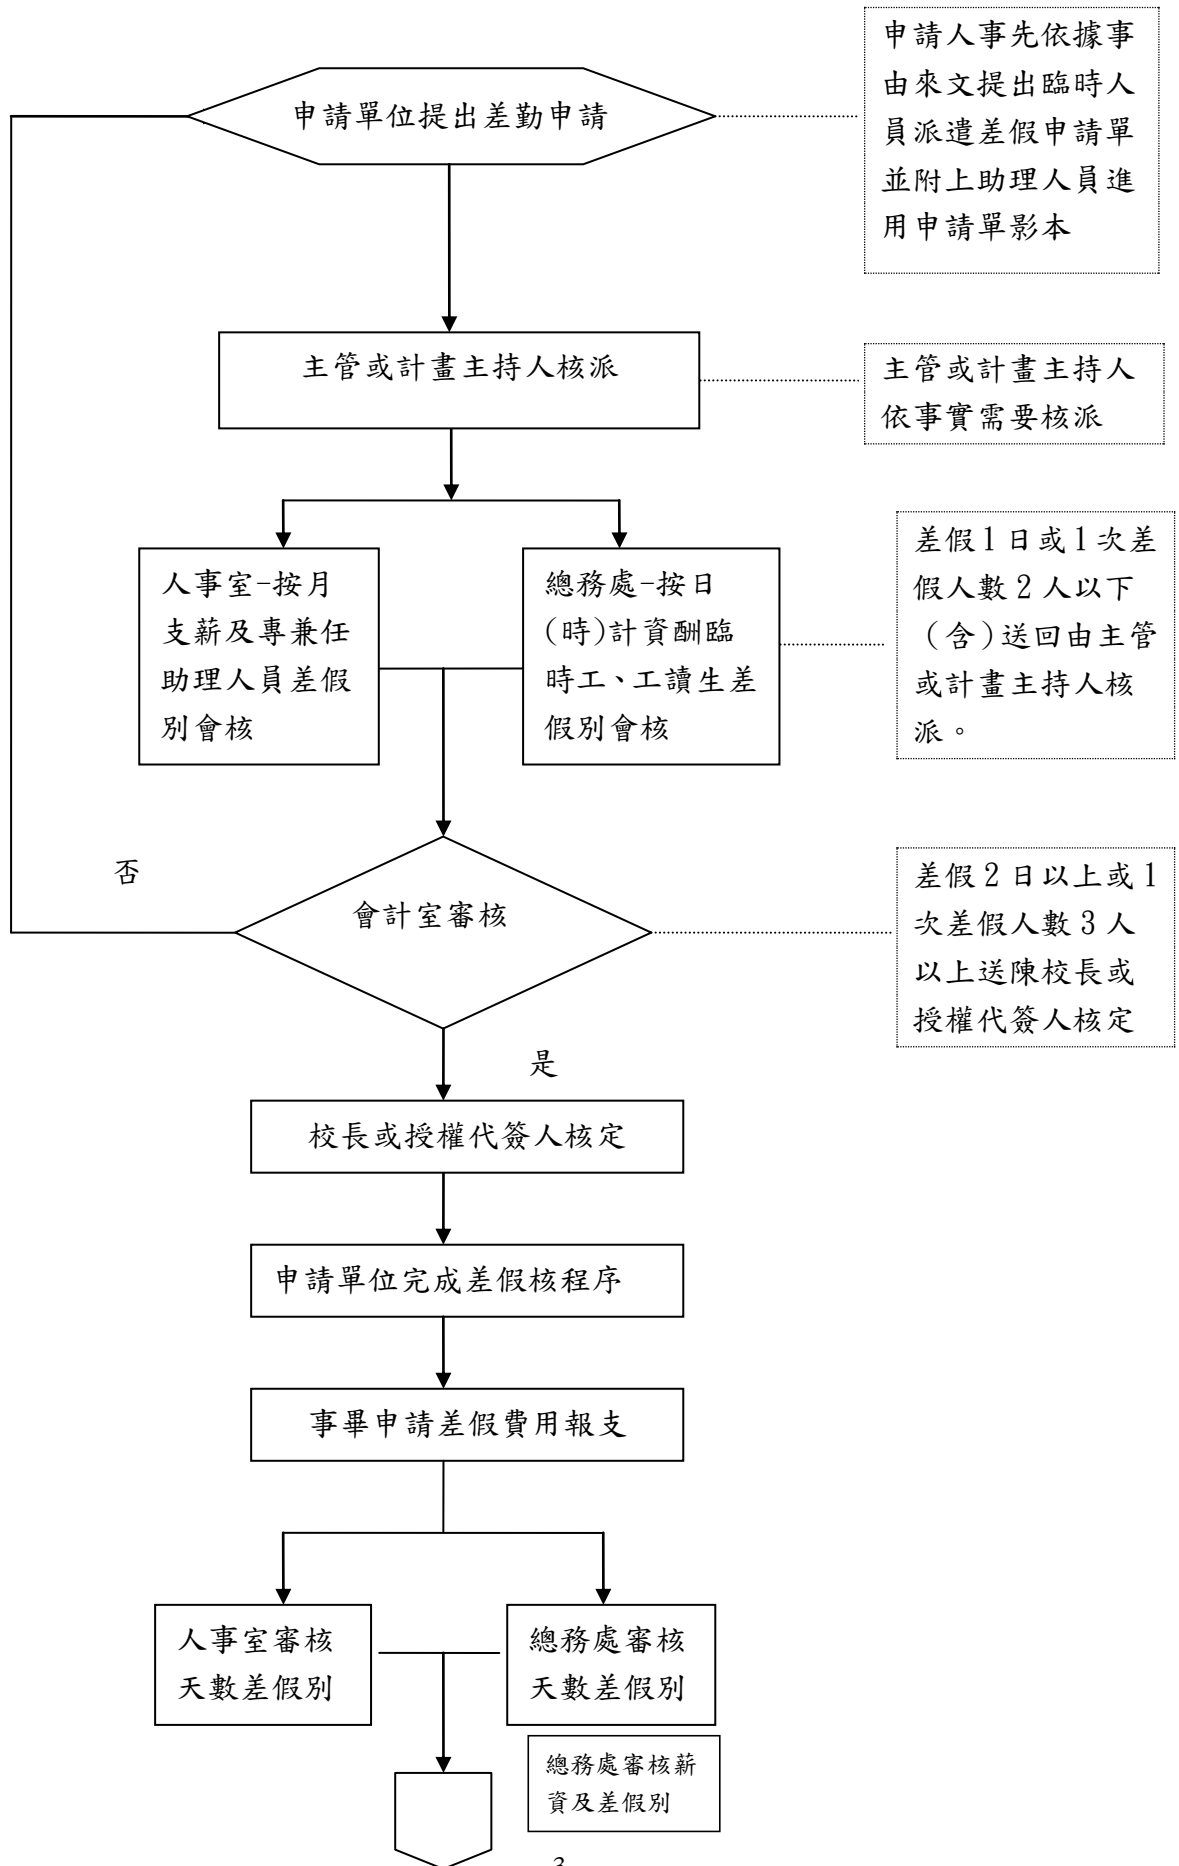 申請人事先依據事
由來文提出臨時人
員派遣差假申請單
並附上助理人員進
用申請單影本
申請單位提出差勤申請
主管或計畫主持人核派
主管或計畫主持人
依事實需要核派
人事室-按月
支薪及專兼任
助理人員差假
別會核
總務處-按日
(時)計資酬臨
時工、工讀生差
假別會核
差假1日或1次差
假人數2人以下
(含)送回由主管
或計畫主持人核
派。
否
會計室審核
差假2日以上或1
次差假人數3人
以上送陳校長或
授權代簽人核定
是
校長或授權代簽人核定
申請單位完成差假核程序
事畢申請差假費用報支
人事室審核
天數差假別
總務處審核
天數差假別
總務處審核薪
資及差假別
3